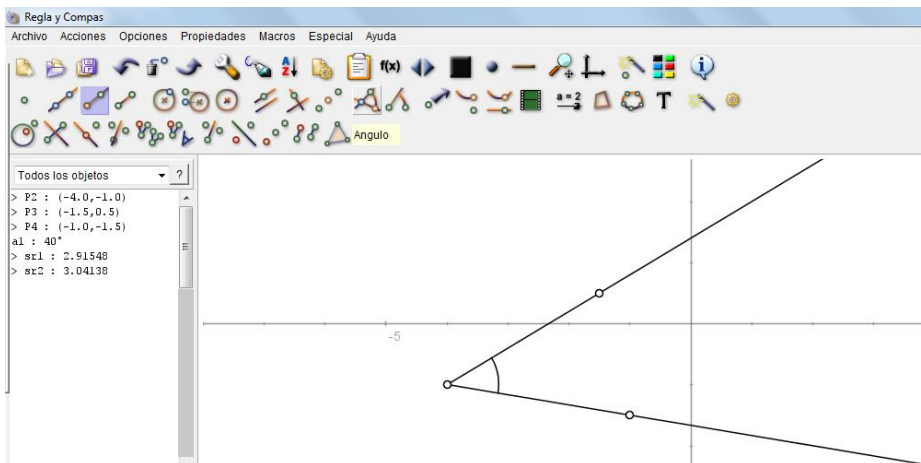 Regla y Compas
Archivo Acciones Opciones Propiedades Macros Especial Ayuda
f(x)
a = 2 T
Angulo
Todos los objetos ?
> P2 : (-4.0,-1.0)
> P3 : (-1.5,0.5)
> P4 : (-1.0,-1.5)
a1 : 40°
> sr1 : 2.91548
> sr2 : 3.04138
-5